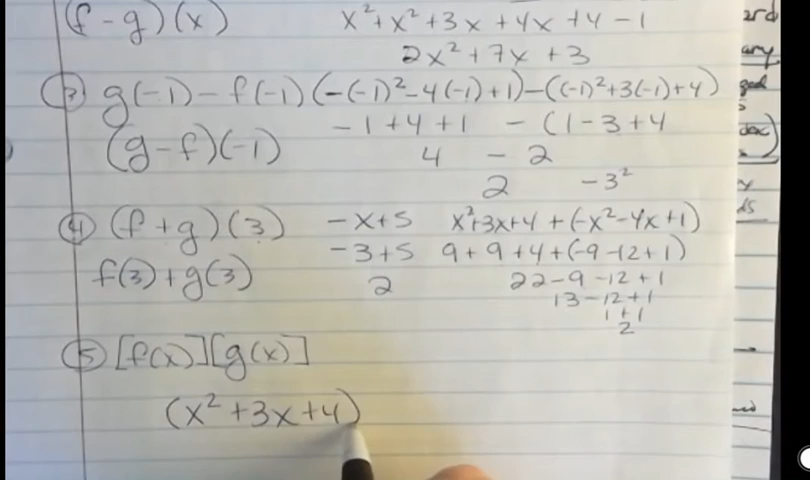 (f-g)(x) x²+x²+3x+4x+4-1
2x²+7x+3
③ g(-1)-f(-1) (-(-1)²-4(-1)+1)-((-1)²+3(-1)+4)
(g-f)(-1) -1+4+1 -(1-3+4
4 - 2
2 -3²
④ (f+g)(3) -x+5 x²+3x+4+(-x²-4x+1)
-3+5 9+9+4+(-9-12+1)
f(3)+g(3) 2 22-9-12+1
13-12+1
1+1
2
⑤ [f(x)][g(x)]
(x²+3x+4)
ard
ary